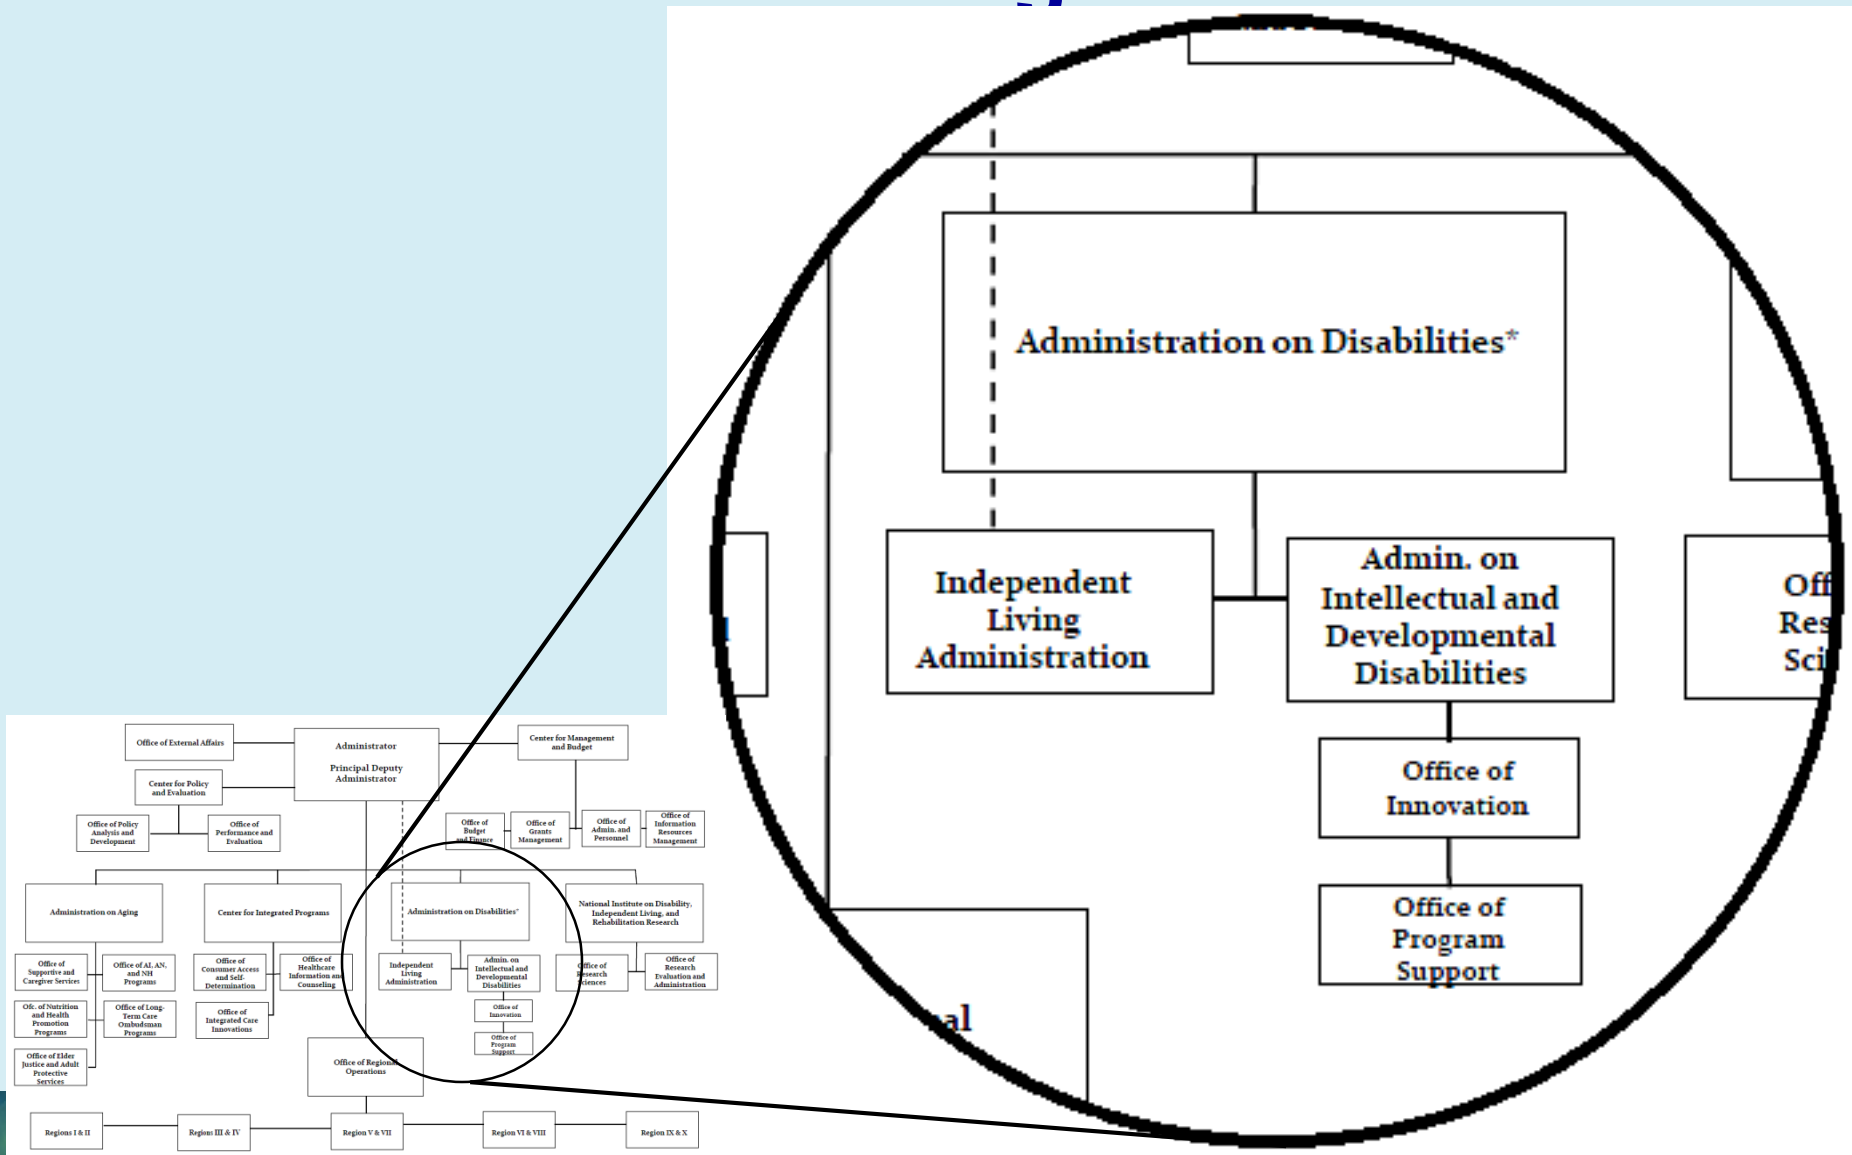 Administration on Disabilities*
Independent
Living
Administration
Admin. on
Intellectual and
Developmental
Disabilities
Office of
Innovation
Office of
Program
Support
Off
Res
Sci
al
Office of External Affairs
Administrator
Principal Deputy
Administrator
Center for Management
and Budget
Center for Policy
and Evaluation
Office of Policy
Analysis and
Development
Office of
Performance and
Evaluation
Office of
Budget
and Finance
Office of
Grants
Management
Office of
Admin. and
Personnel
Office of
Information
Resources
Management
Administration on Aging
Center for Integrated Programs
Administration on Disabilities*
National Institute on Disability,
Independent Living, and
Rehabilitation Research
Office of
Supportive and
Caregiver Services
Office of AI, AN,
and NH
Programs
Ofc. of Nutrition
and Health
Promotion
Programs
Office of Long-
Term Care
Ombudsman
Programs
Office of Elder
Justice and Adult
Protective
Services
Office of
Consumer Access
and Self-
Determination
Office of
Healthcare
Information and
Counseling
Office of
Integrated Care
Innovations
Independent
Living
Administration
Admin. on
Intellectual and
Developmental
Disabilities
Office of
Innovation
Office of
Program
Support
Office of
Research
Sciences
Office of
Research
Evaluation and
Administration
Office of Regional
Operations
Regions I & II
Regions III & IV
Region V & VII
Region VI & VIII
Region IX & X